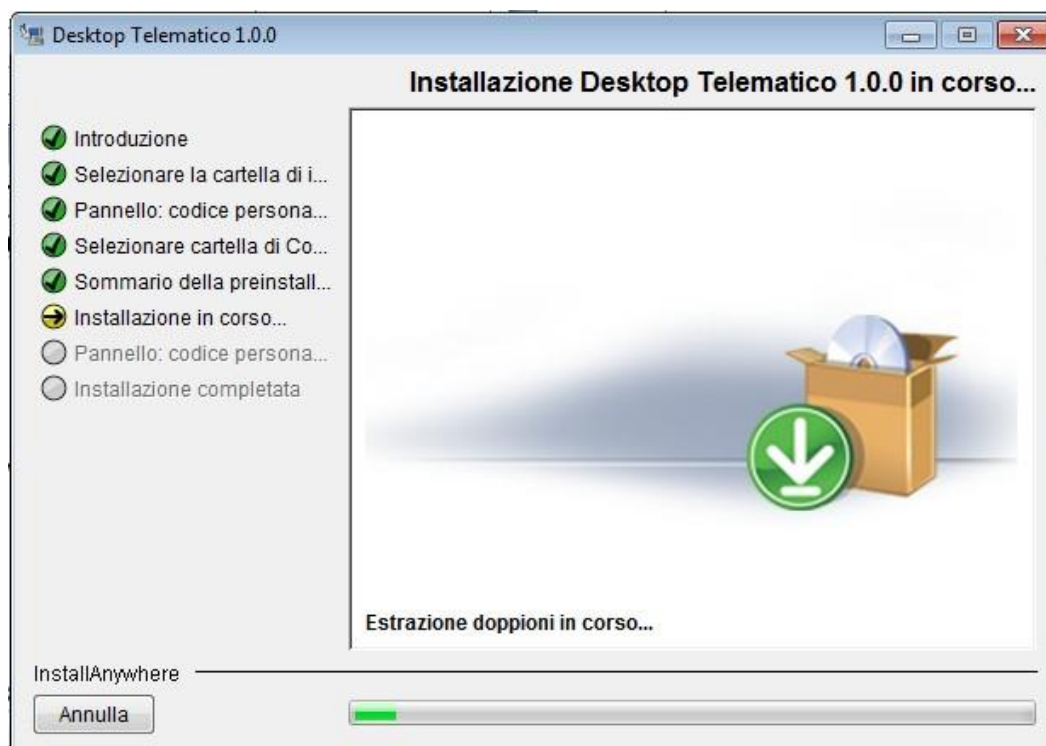 Desktop Telematico 1.0.0
Installazione Desktop Telematico 1.0.0 in corso...
Introduzione
Selezionare la cartella di i...
Pannello: codice persona...
Selezionare cartella di Co...
Sommario della preinstall...
Installazione in corso...
Pannello: codice persona...
Installazione completata
Estrazione doppioni in corso...
InstallAnywhere
Annulla